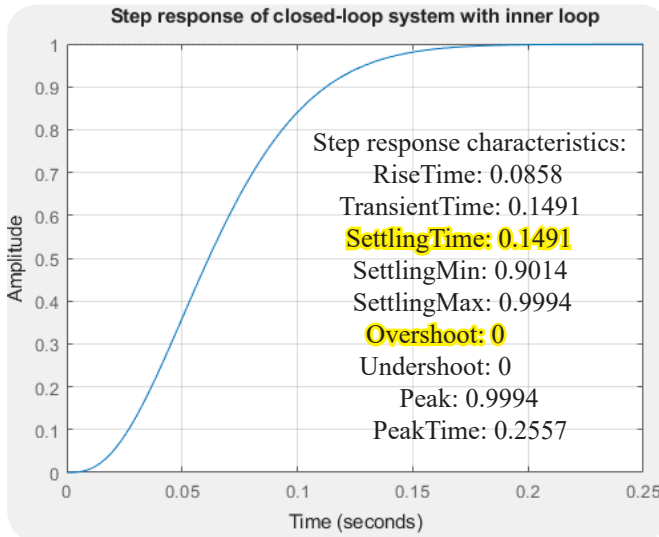 Step response of closed-loop system with inner loop
1
0.9
0.8
0.7
0.6
0.5
0.4
0.3
0.2
0.1
0
Amplitude
Step response characteristics:
RiseTime: 0.0858
TransientTime: 0.1491
SettlingTime: 0.1491
SettlingMin: 0.9014
SettlingMax: 0.9994
Overshoot: 0
Undershoot: 0
Peak: 0.9994
PeakTime: 0.2557
0 0.05 0.1 0.15 0.2 0.25
Time (seconds)